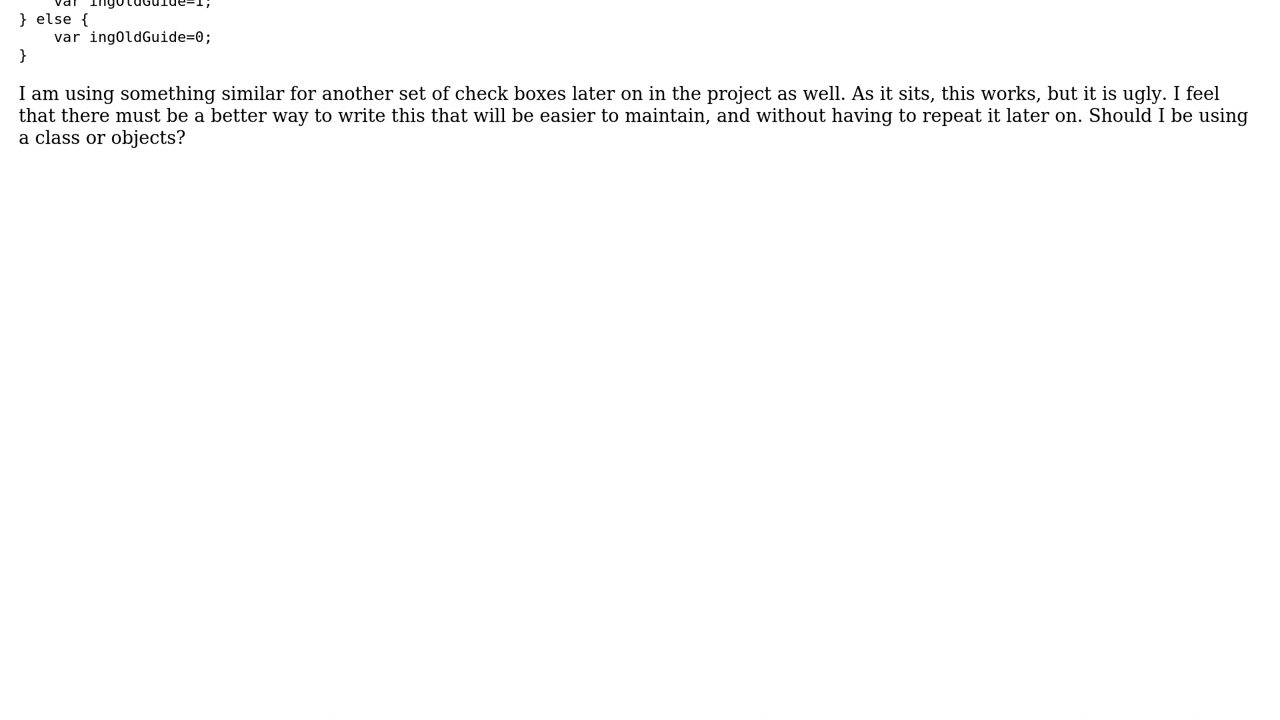 var ingOldGuide=1;
} else {
var ingOldGuide=0;
}
I am using something similar for another set of check boxes later on in the project as well. As it sits, this works, but it is ugly. I feel
that there must be a better way to write this that will be easier to maintain, and without having to repeat it later on. Should I be using
a class or objects?